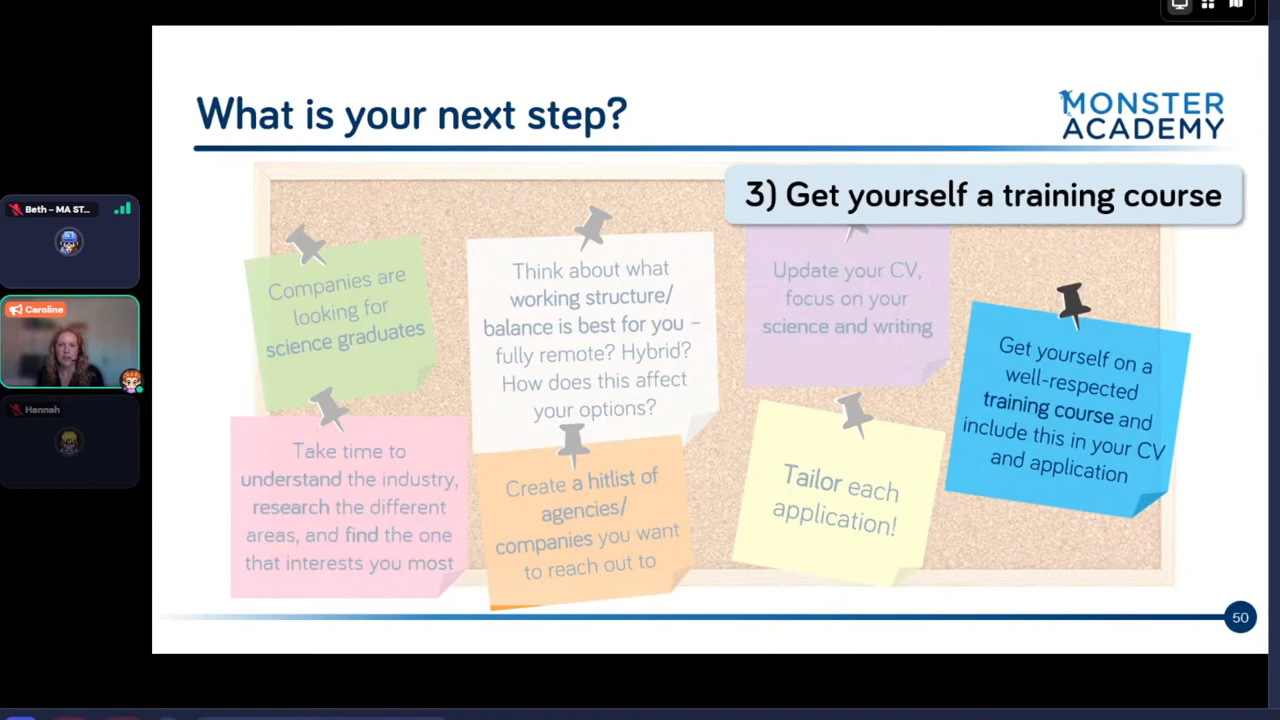 What is your next step?
MONSTER
ACADEMY
3) Get yourself a training course
Companies are
looking for
science graduates
Think about what
working structure/
balance is best for you –
fully remote? Hybrid?
How does this affect
your options?
Update your CV,
focus on your
science and writing
Get yourself on a
well-respected
training course and
include this in your CV
and application
Take time to
understand the industry,
research the different
areas, and find the one
that interests you most
Create a hitlist of
agencies/
companies you want
to reach out to
Tailor each
application!
50
Beth – MA ST...
Caroline
Hannah